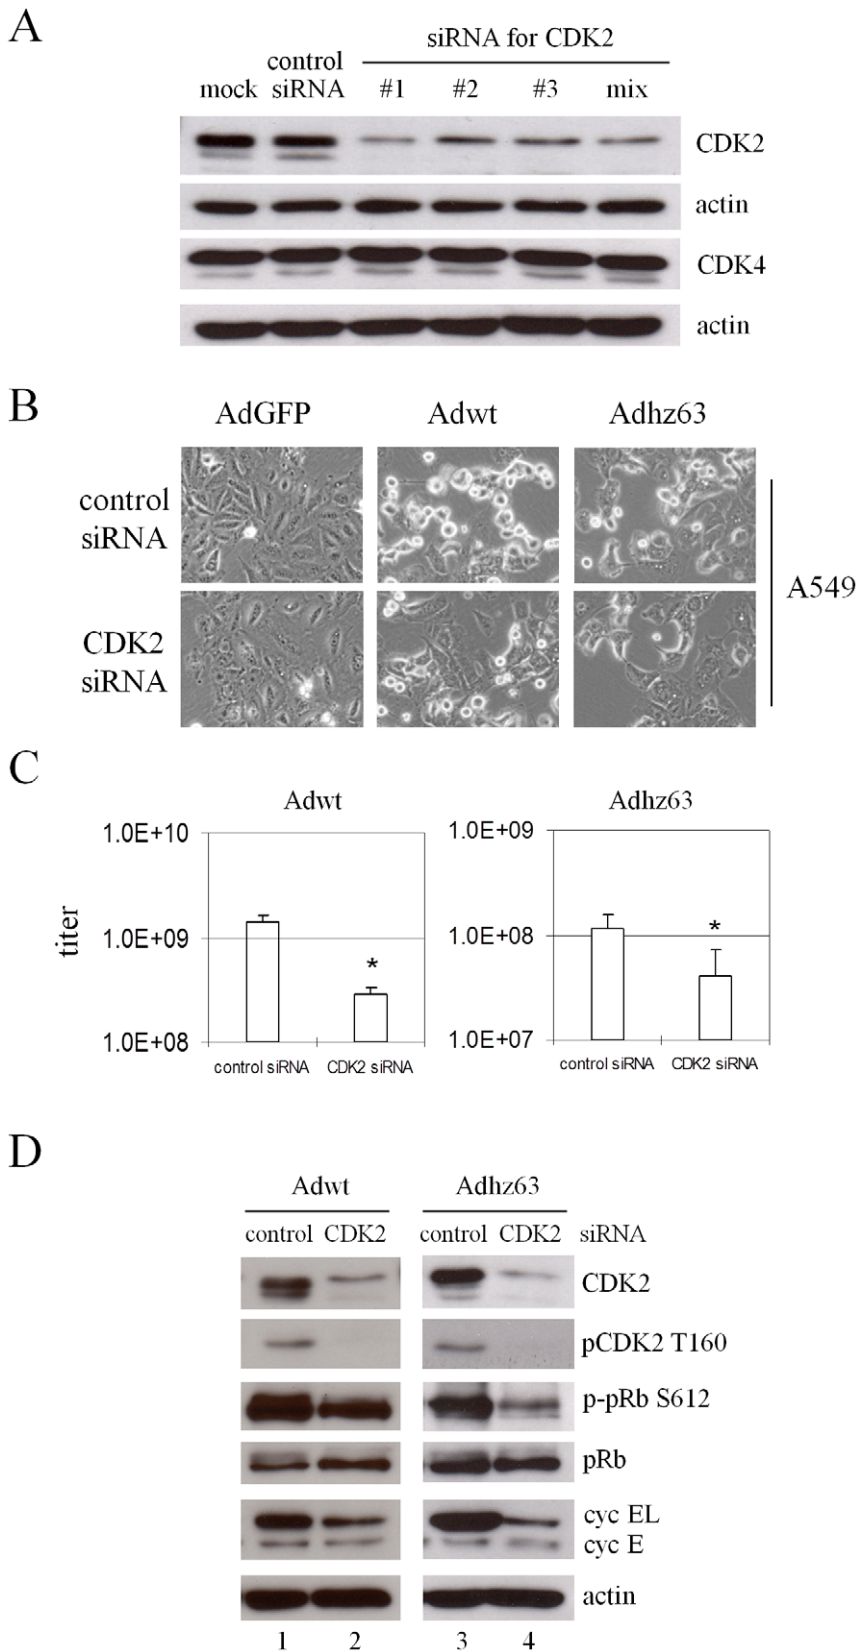 A
siRNA for CDK2
control
mock siRNA #1 #2 #3 mix
CDK2
actin
CDK4
actin
B
AdGFP Adwt Adhz63
control
siRNA
CDK2
siRNA
A549
C
Adwt
1.0E+10
1.0E+09
1.0E+08
titer
*
control siRNA CDK2 siRNA
Adhz63
1.0E+09
1.0E+08
1.0E+07
*
control siRNA CDK2 siRNA
D
Adwt Adhz63
control CDK2 control CDK2 siRNA
CDK2
pCDK2 T160
p-pRb S612
pRb
cyc EL
cyc E
actin
1 2 3 4